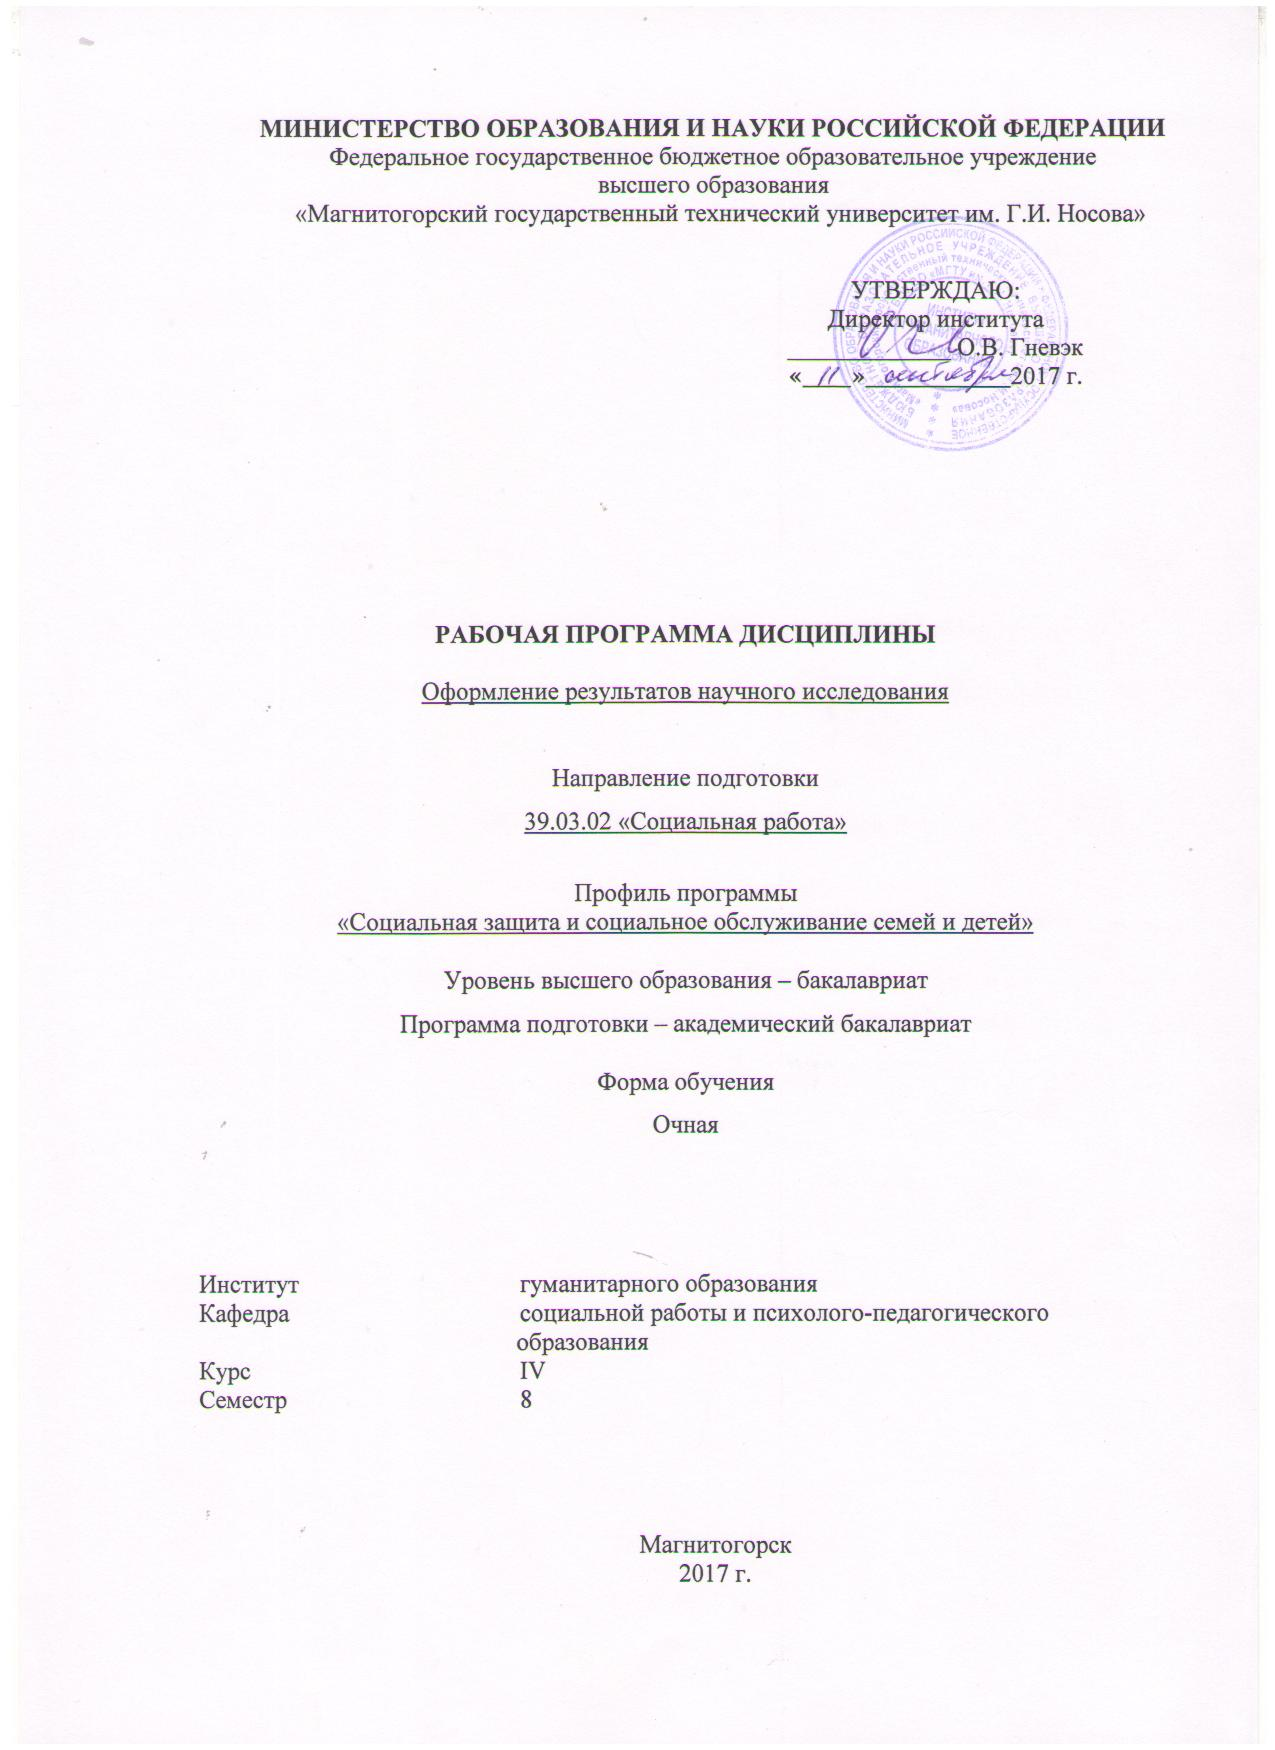 МИНИСТЕРСТВО ОБРАЗОВАНИЯ И НАУКИ РОССИЙСКОЙ ФЕДЕРАЦИИ
Федеральное государственное бюджетное образовательное учреждение
высшего образования
«Магнитогорский государственный технический университет им. Г.И. Носова»
УТВЕРЖДАЮ:
Директор института
О.В. Гневэк
«11» сентября 2017 г.
РАБОЧАЯ ПРОГРАММА ДИСЦИПЛИНЫ
Оформление результатов научного исследования
Направление подготовки
39.03.02 «Социальная работа»
Профиль программы
«Социальная защита и социальное обслуживание семей и детей»
Уровень высшего образования – бакалавриат
Программа подготовки – академический бакалавриат
Форма обучения
Очная
Институт гуманитарного образования
Кафедра социальной работы и психолого-педагогического
образования
Курс IV
Семестр 8
Магнитогорск
2017 г.